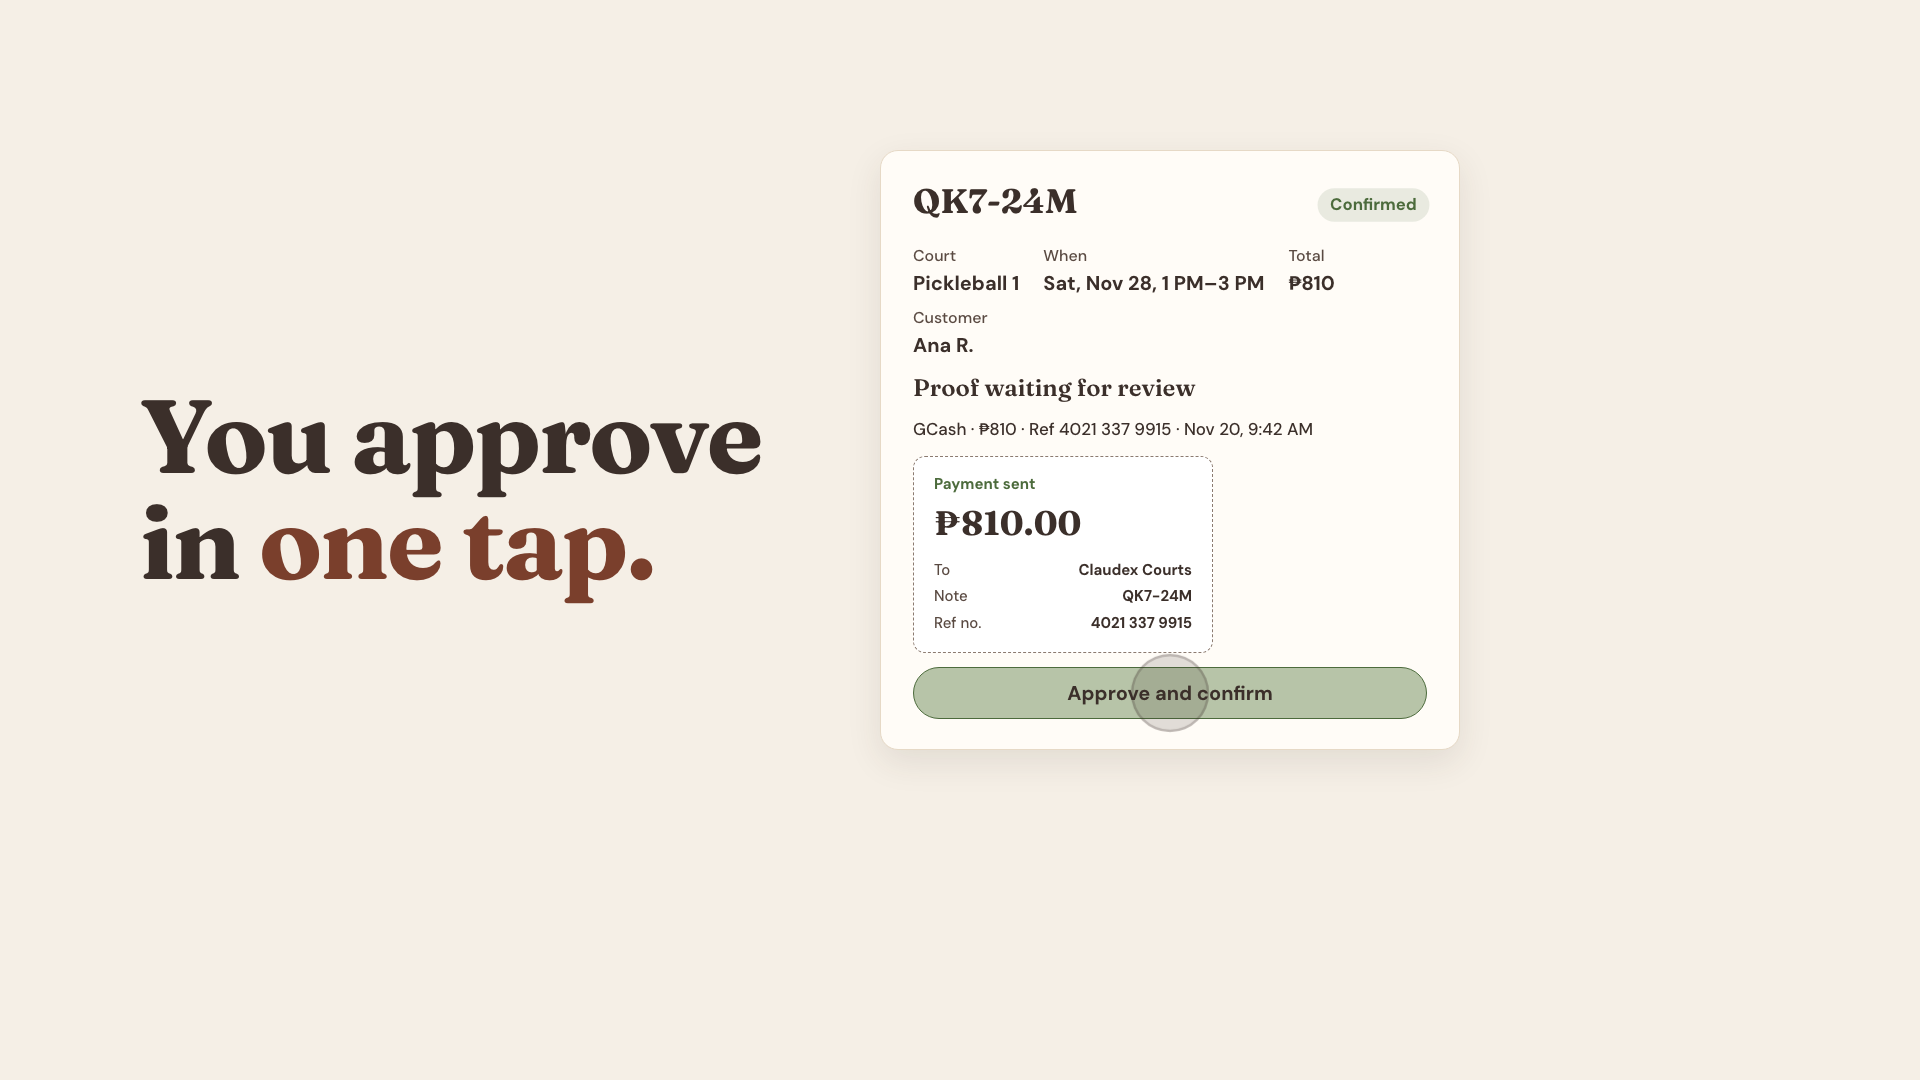 You approve
in one tap.
QK7-24M
Confirmed
Court When Total
Pickleball 1 Sat, Nov 28, 1 PM–3 PM ₱810
Customer
Ana R.
Proof waiting for review
GCash · ₱810 · Ref 4021 337 9915 · Nov 20, 9:42 AM
Payment sent
₱810.00
To Claudex Courts
Note QK7-24M
Ref no. 4021 337 9915
Approve and confirm